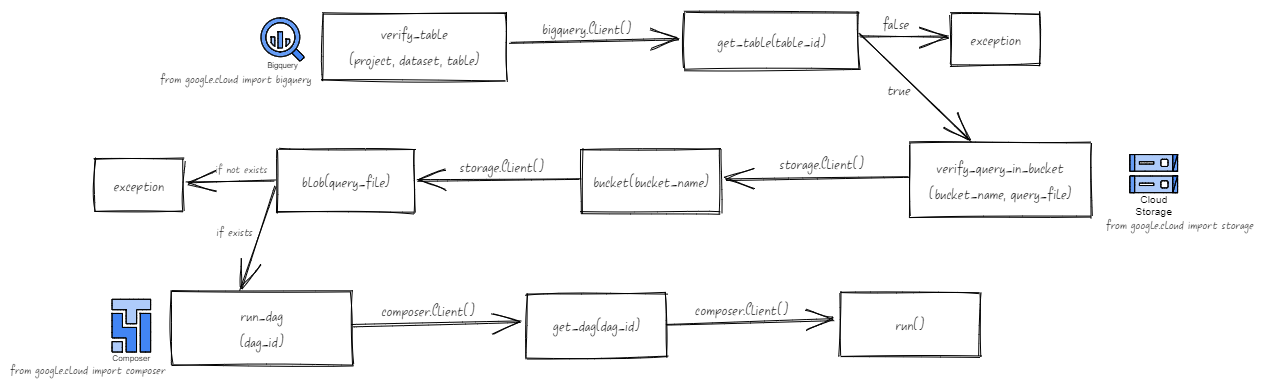 Bigquery
from google.cloud import bigquery
verify_table
(project, dataset, table)
bigquery.Client()
get_table(table_id)
false
exception
true
verify_query_in_bucket
(bucket_name, query_file)
Cloud
Storage
from google.cloud import storage
storage.Client()
bucket(bucket_name)
storage.Client()
blob(query_file)
if not exists
exception
if exists
Composer
from google.cloud import composer
run_dag
(dag_id)
composer.Client()
get_dag(dag_id)
composer.Client()
run()